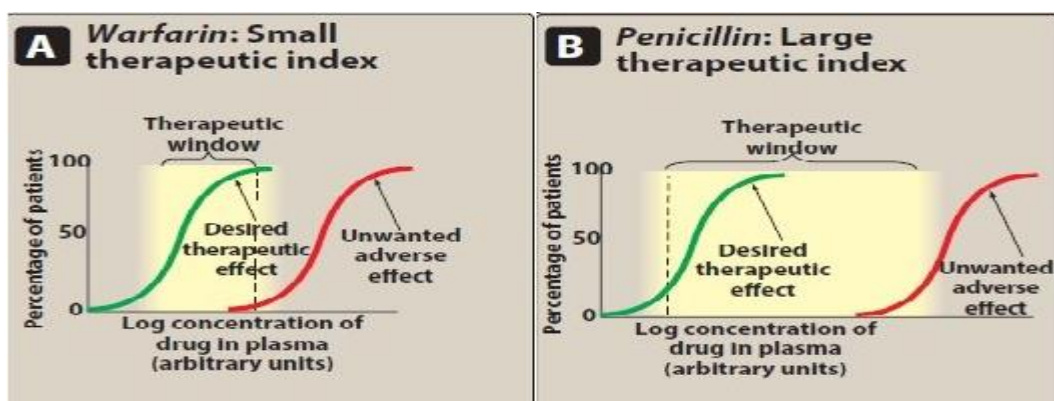 A
Warfarin: Small
therapeutic index
Therapeutic
window
100
50
0
Percentage of patients
Desired
therapeutic
effect
Unwanted
adverse
effect
Log concentration of
drug in plasma
(arbitrary units)
B
Penicillin: Large
therapeutic index
Therapeutic
window
100
50
0
Percentage of patients
Desired
therapeutic
effect
Unwanted
adverse
effect
Log concentration of
drug in plasma
(arbitrary units)